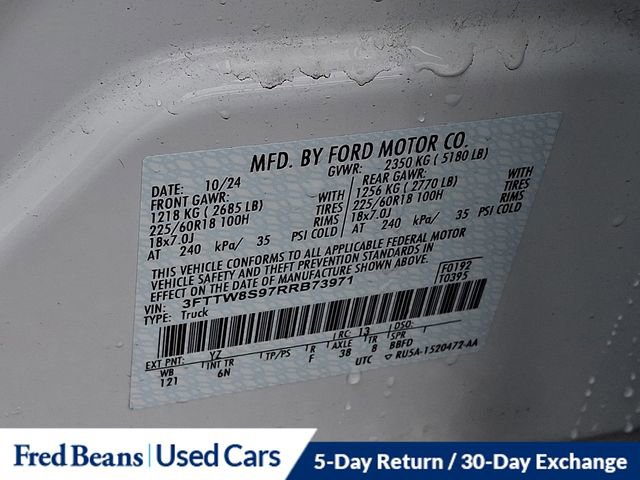 MFD. BY FORD MOTOR CO.
DATE: 10/24 GVWR: 2350 KG ( 5180 LB)
FRONT GAWR: REAR GAWR:
1218 KG ( 2685 LB) WITH 1256 KG ( 2770 LB) WITH
225/60R18 100H TIRES 225/60R18 100H TIRES
18x7.0J RIMS 18x7.0J RIMS
AT 240 kPa/ 35 PSI COLD AT 240 kPa/ 35 PSI COLD
THIS VEHICLE CONFORMS TO ALL APPLICABLE FEDERAL MOTOR
VEHICLE SAFETY AND THEFT PREVENTION STANDARDS IN
EFFECT ON THE DATE OF MANUFACTURE SHOWN ABOVE.
VIN: 3FTTW8S97RRB73971 F0192
TYPE: Truck T0395
EXT PNT: YZ RC: 13 DSO:
WB INT TR TP/PS R AXLE TR SPR
121 6N F 38 8 BBFD
UTC ▽ RU5A-1520472-AA
Fred Beans | Used Cars 5-Day Return / 30-Day Exchange